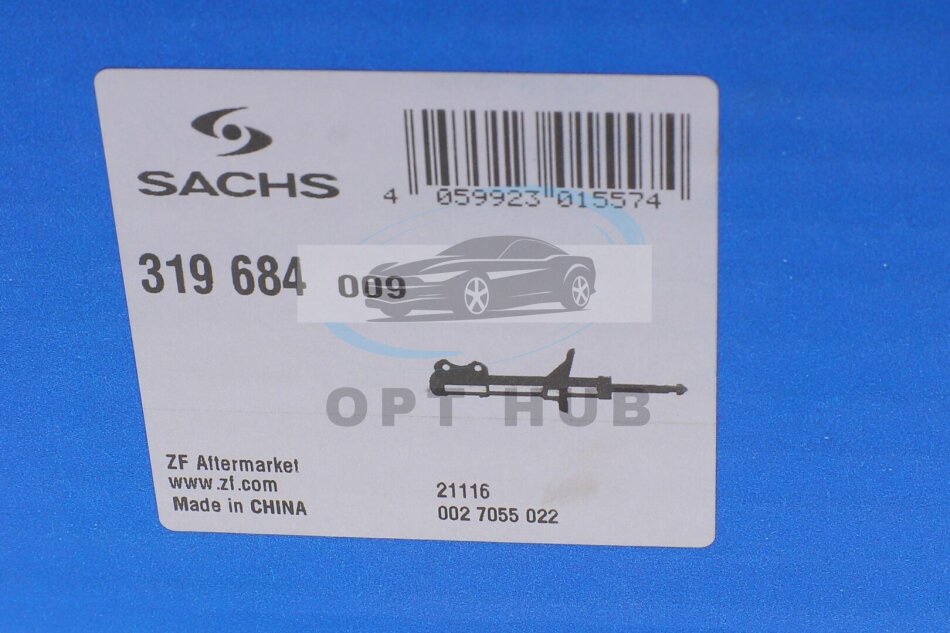 SACHS
4 059923 015574
319 684 009
OPT HUB
ZF Aftermarket
www.zf.com
Made in CHINA
21116
002 7055 022